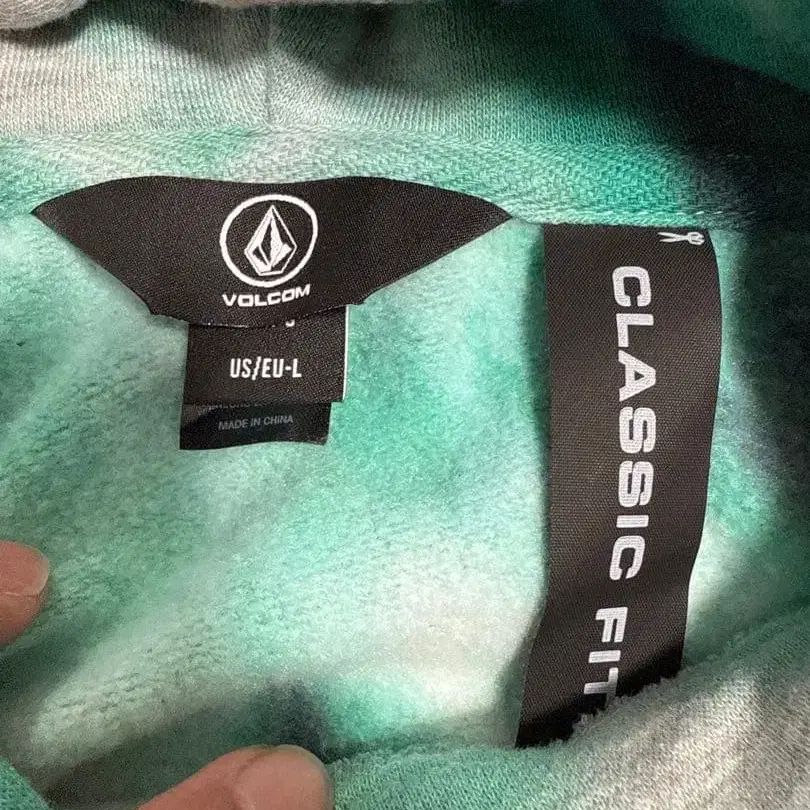 VOLCOM
US/EU-L
MADE IN CHINA
CLASSIC FIT